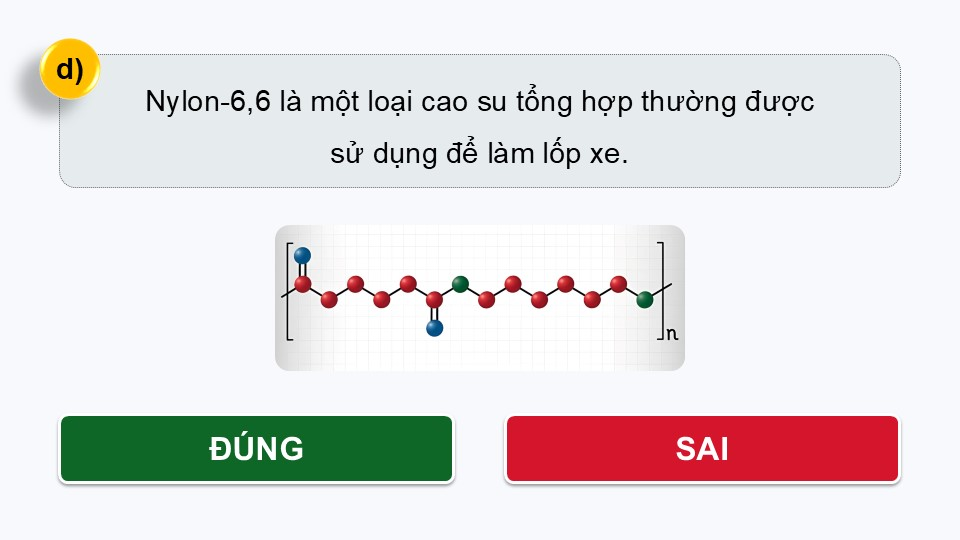 d)
Nylon-6,6 là một loại cao su tổng hợp thường được
sử dụng để làm lốp xe.
n
ĐÚNG
SAI